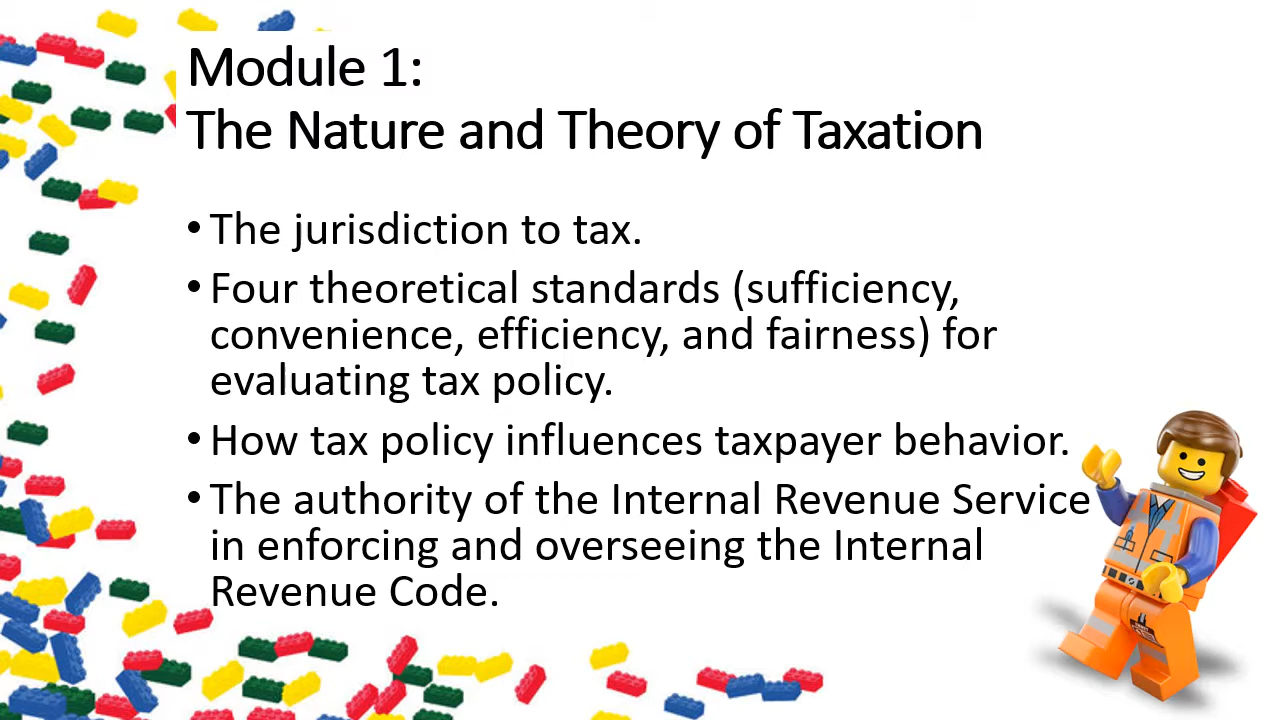 Module 1:
The Nature and Theory of Taxation
• The jurisdiction to tax.
• Four theoretical standards (sufficiency,
convenience, efficiency, and fairness) for
evaluating tax policy.
• How tax policy influences taxpayer behavior.
• The authority of the Internal Revenue Service
in enforcing and overseeing the Internal
Revenue Code.